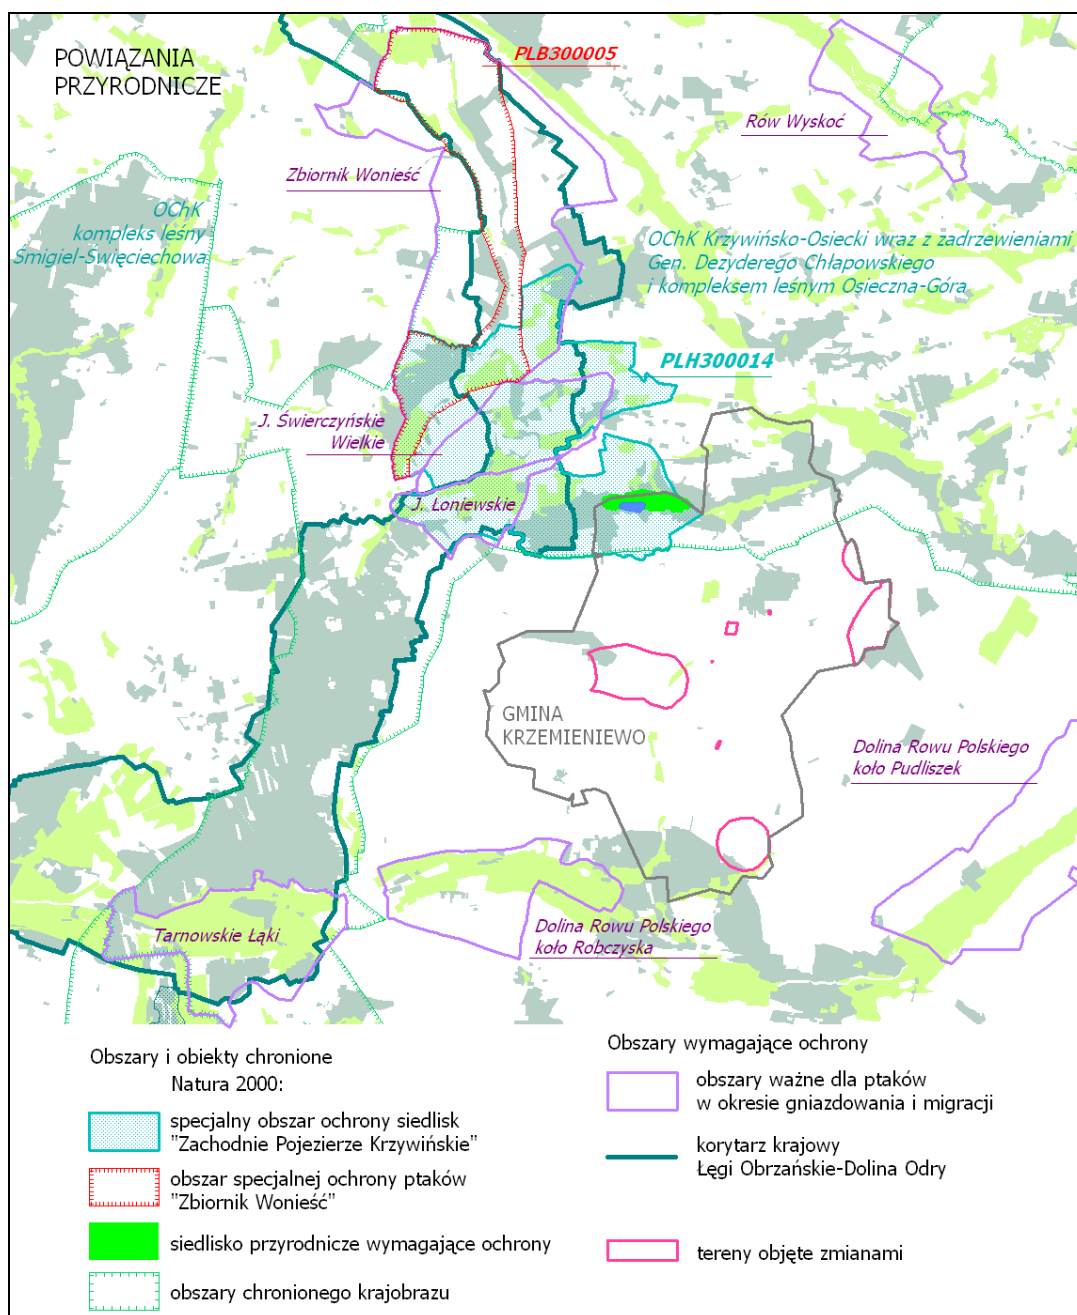 POWIĄZANIA
PRZYRODNICZE
PLB300005
Rów Wyskoć
Zbiornik Wonieść
OChK
kompleks leśny
Śmigiel-Święciechowa
OChK Krzywińsko-Osiecki wraz z zadrzewieniami
Gen. Dezyderego Chłapowskiego
i kompleksem leśnym Osieczna-Góra
PLH300014
J. Świerczyńskie
Wielkie
J. Łoniewskie
GMINA
KRZEMIENIEWO
Dolina Rowu Polskiego
koło Pudliszek
Tarnowskie Łąki
Dolina Rowu Polskiego
koło Robczyska
Obszary i obiekty chronione
Natura 2000:
specjalny obszar ochrony siedlisk
"Zachodnie Pojezierze Krzywińskie"
obszar specjalnej ochrony ptaków
"Zbiornik Wonieść"
siedlisko przyrodnicze wymagające ochrony
obszary chronionego krajobrazu
Obszary wymagające ochrony
obszary ważne dla ptaków
w okresie gniazdowania i migracji
korytarz krajowy
Łęgi Obrzańskie-Dolina Odry
tereny objęte zmianami